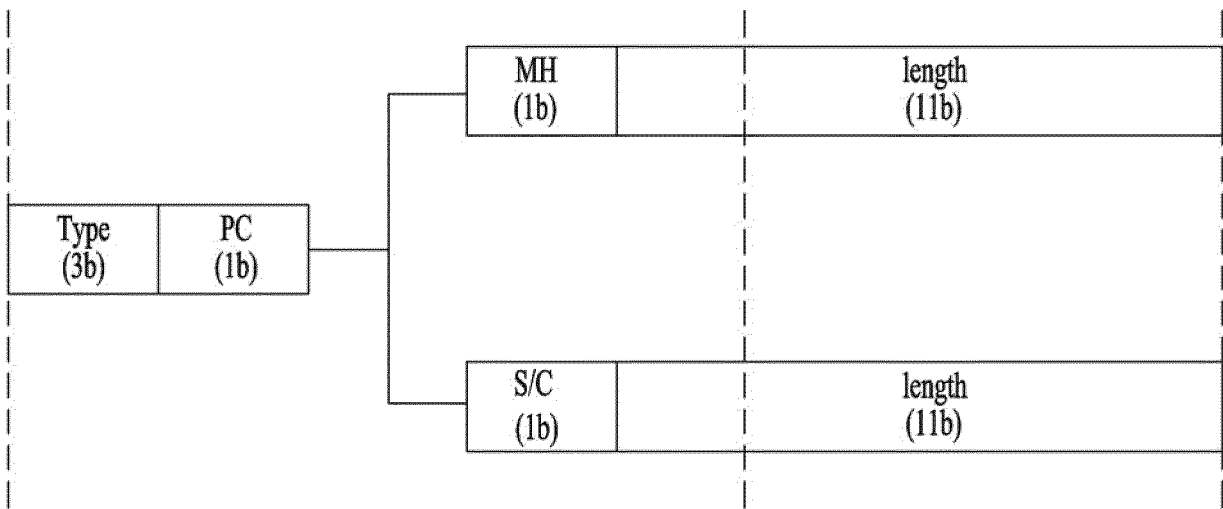 MH
(1b)
length
(11b)
Type
(3b)
PC
(1b)
S/C
(1b)
length
(11b)